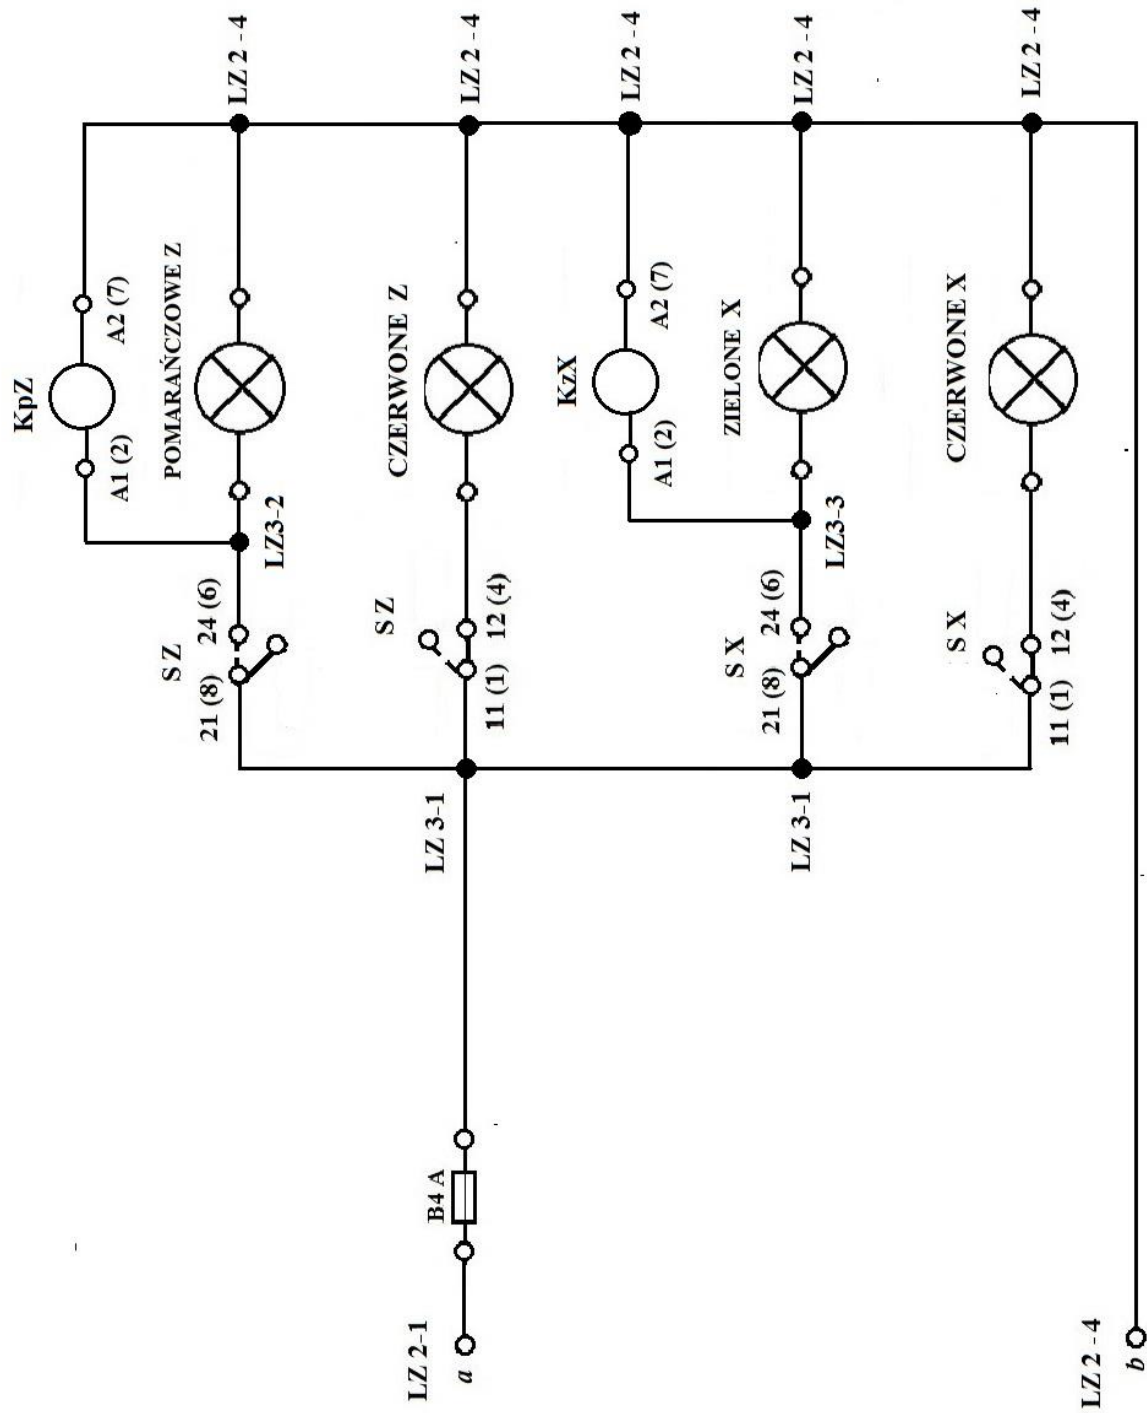 KpZ
A1 (2)
A2 (7)
POMARAŃCZOWE Z
S Z
21 (8)
24 (6)
LZ3-2
LZ 2 - 4
CZERWONE Z
S Z
11 (1)
12 (4)
LZ 2 - 4
LZ 2-1
a
B4 A
LZ 3-1
KzX
A1 (2)
A2 (7)
LZ 2 - 4
ZIELONE X
S X
21 (8)
24 (6)
LZ3-3
LZ 2 - 4
LZ 3-1
CZERWONE X
S X
11 (1)
12 (4)
LZ 2 - 4
LZ 2 - 4
b